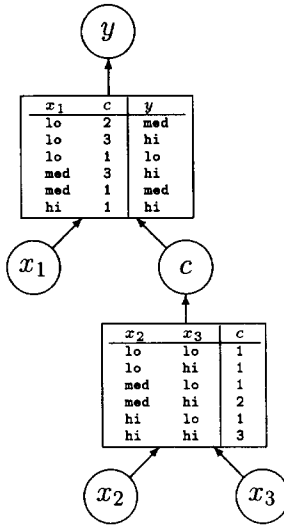 y
x₁ c y
lo 2 med
lo 3 hi
lo 1 lo
med 3 hi
med 1 med
hi 1 hi
x₁ c
x₂ x₃ c
lo lo 1
lo hi 1
med lo 1
med hi 2
hi lo 1
hi hi 3
x₂ x₃